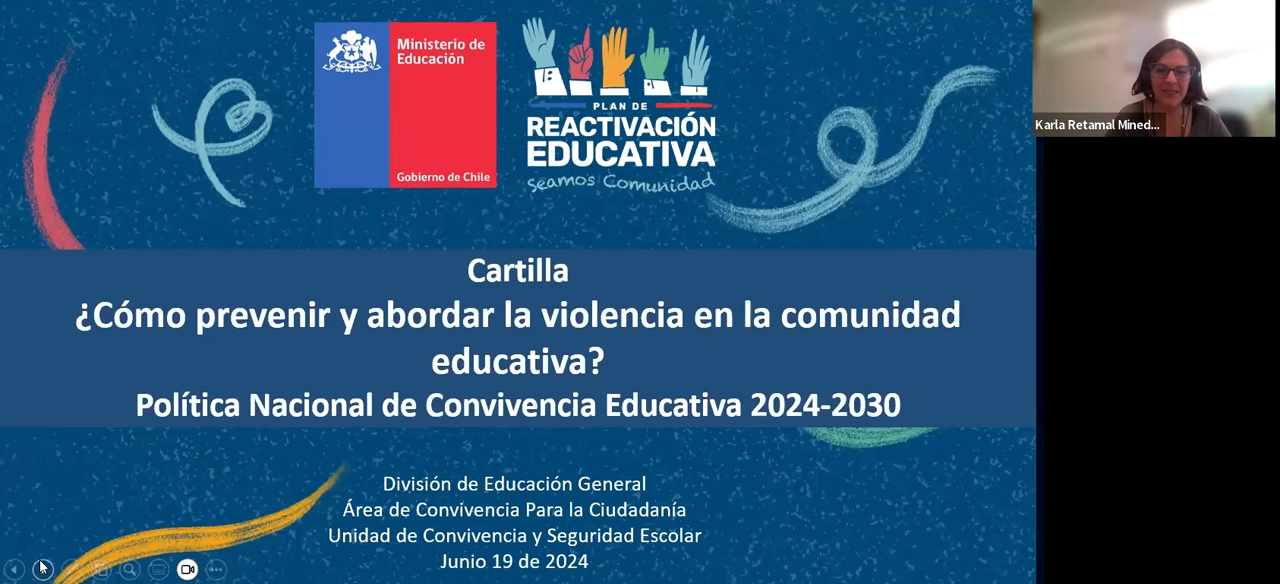 Ministerio de
Educación
Gobierno de Chile
PLAN DE
REACTIVACIÓN
EDUCATIVA
Seamos Comunidad
Karla Retamal Mined...
Cartilla
¿Cómo prevenir y abordar la violencia en la comunidad
educativa?
Política Nacional de Convivencia Educativa 2024-2030
División de Educación General
Área de Convivencia Para la Ciudadanía
Unidad de Convivencia y Seguridad Escolar
Junio 19 de 2024